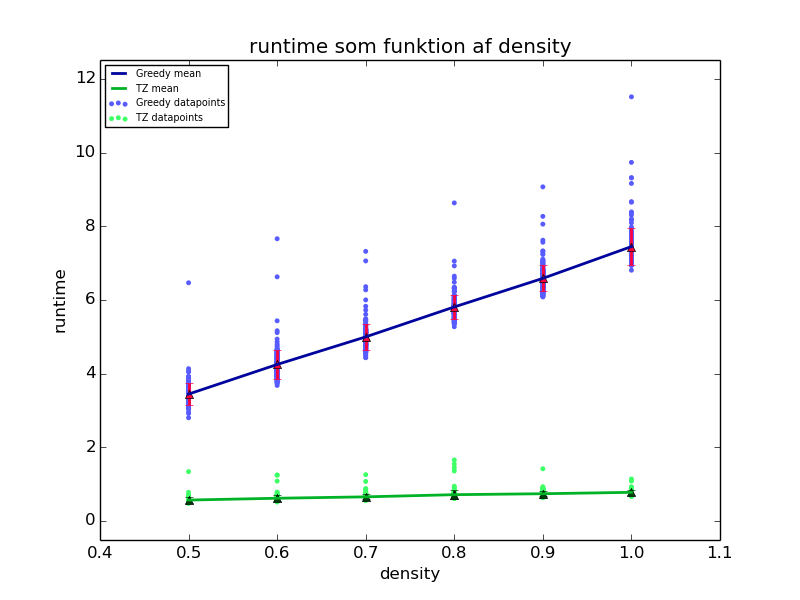 runtime som funktion af density
Greedy mean
TZ mean
Greedy datapoints
TZ datapoints
12
10
8
6
4
2
0
runtime
0.4 0.5 0.6 0.7 0.8 0.9 1.0 1.1
density